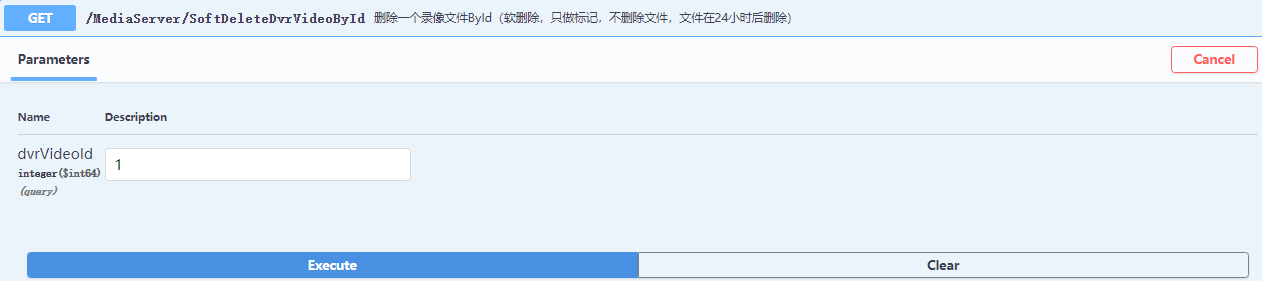 GET /MediaServer/SoftDeleteDvrVideoById 删除一个录像文件ById（软删除，只做标记，不删除文件，文件在24小时后删除）
Parameters Cancel
Name Description
dvrVideoId 1
integer($int64)
(query)
Execute Clear